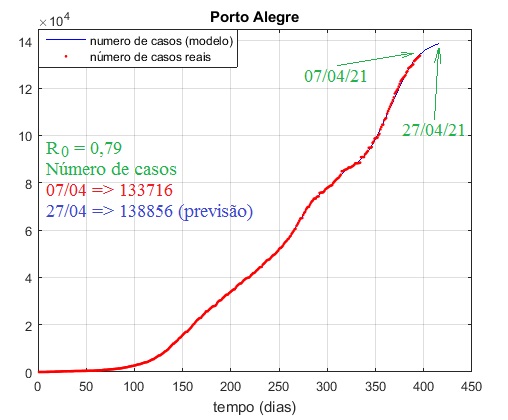 Porto Alegre
×10⁴
14
12
10
8
6
4
2
0
numero de casos (modelo)
número de casos reais
07/04/21
27/04/21
R₀ = 0,79
Número de casos
07/04 => 133716
27/04 => 138856 (previsão)
0 50 100 150 200 250 300 350 400 450
tempo (dias)